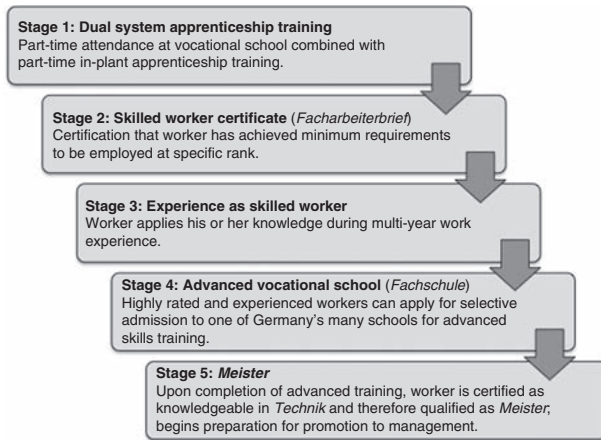 Stage 1: Dual system apprenticeship training
Part-time attendance at vocational school combined with
part-time in-plant apprenticeship training.
Stage 2: Skilled worker certificate (Facharbeiterbrief)
Certification that worker has achieved minimum requirements
to be employed at specific rank.
Stage 3: Experience as skilled worker
Worker applies his or her knowledge during multi-year work
experience.
Stage 4: Advanced vocational school (Fachschule)
Highly rated and experienced workers can apply for selective
admission to one of Germany's many schools for advanced
skills training.
Stage 5: Meister
Upon completion of advanced training, worker is certified as
knowledgeable in Technik and therefore qualified as Meister;
begins preparation for promotion to management.